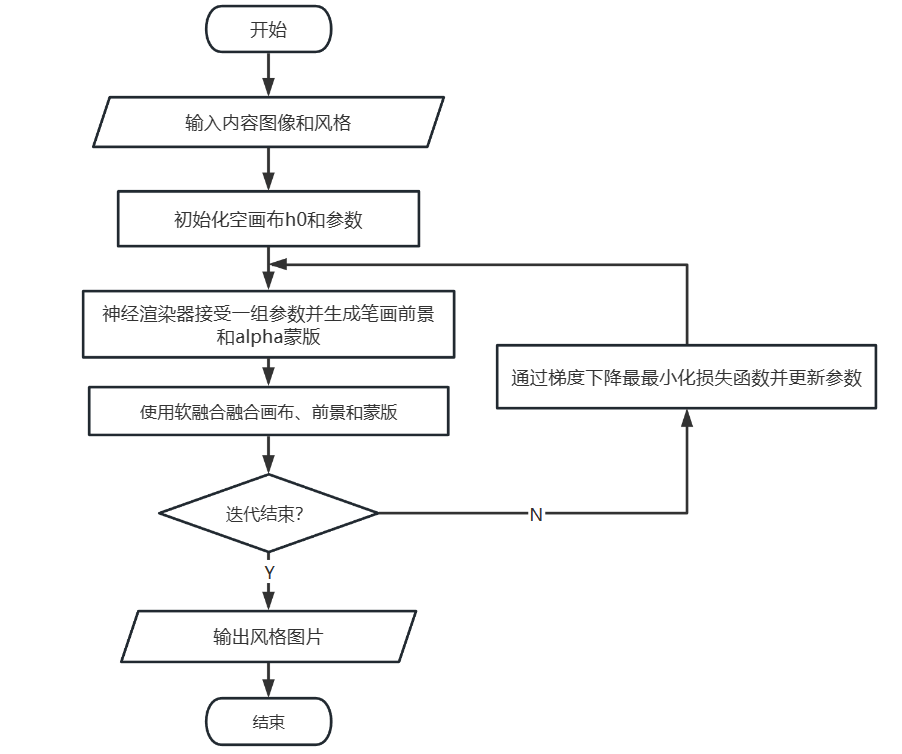 开始
输入内容图像和风格
初始化空画布h0和参数
神经渲染器接受一组参数并生成笔画前景
和alpha蒙版
通过梯度下降最最小化损失函数并更新参数
使用软融合融合画布、前景和蒙版
迭代结束?
N
Y
输出风格图片
结束